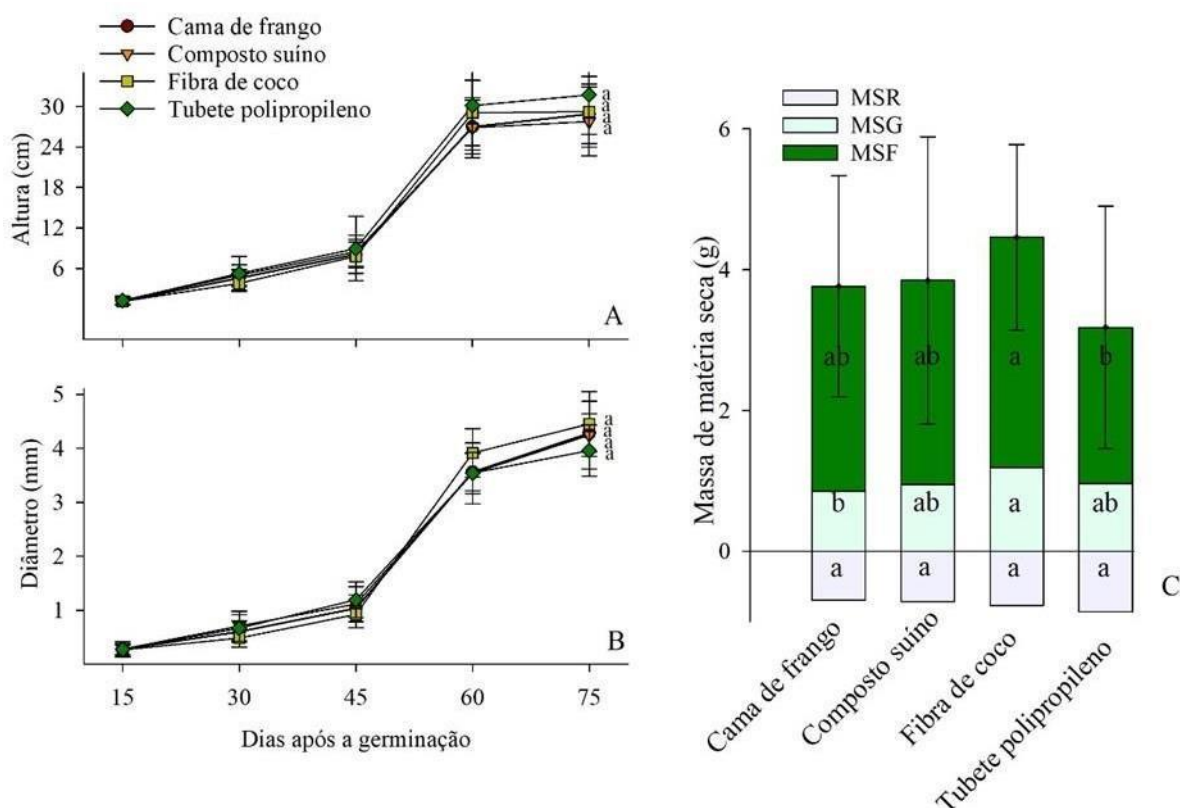 Cama de frango
Composto suíno
Fibra de coco
Tubete polipropileno
Altura (cm)
30
24
18
12
6
a
a
a
a
A
Diâmetro (mm)
5
4
3
2
1
a
a
a
a
B
15 30 45 60 75
Dias após a germinação
MSR
MSG
MSF
Massa de matéria seca (g)
6
4
2
0
ab ab a b
b ab a ab
a a a a
C
Cama de frango
Composto suíno
Fibra de coco
Tubete polipropileno